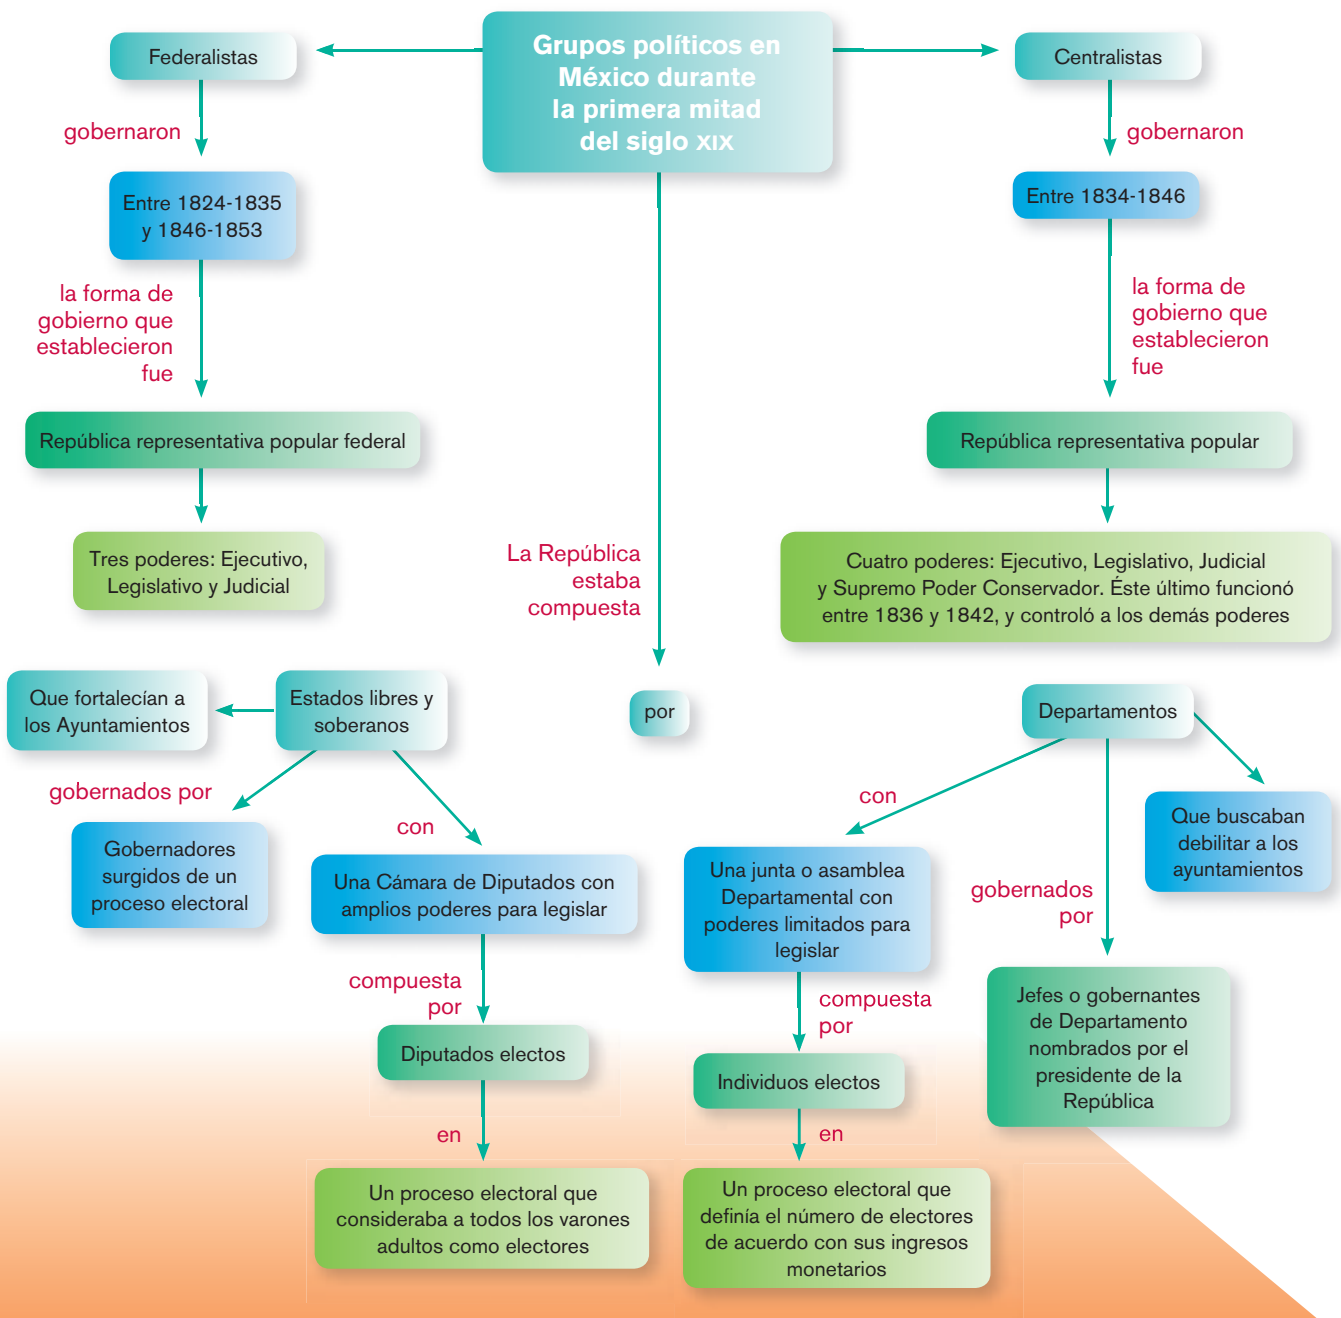 Grupos políticos en
México durante
la primera mitad
del siglo XIX
Federalistas
gobernaron
Entre 1824-1835
y 1846-1853
la forma de
gobierno que
establecieron
fue
República representativa popular federal
Tres poderes: Ejecutivo,
Legislativo y Judicial
Centralistas
gobernaron
Entre 1834-1846
la forma de
gobierno que
establecieron
fue
República representativa popular
Cuatro poderes: Ejecutivo, Legislativo, Judicial
y Supremo Poder Conservador. Éste último funcionó
entre 1836 y 1842, y controló a los demás poderes
La República
estaba
compuesta
por
Estados libres y
soberanos
Que fortalecían a
los Ayuntamientos
gobernados por
Gobernadores
surgidos de un
proceso electoral
con
Una Cámara de Diputados con
amplios poderes para legislar
compuesta
por
Diputados electos
en
Un proceso electoral que
consideraba a todos los varones
adultos como electores
Departamentos
con
Una junta o asamblea
Departamental con
poderes limitados para
legislar
compuesta
por
Individuos electos
en
Un proceso electoral que
definía el número de electores
de acuerdo con sus ingresos
monetarios
gobernados
por
Jefes o gobernantes
de Departamento
nombrados por el
presidente de la
República
Que buscaban
debilitar a los
ayuntamientos